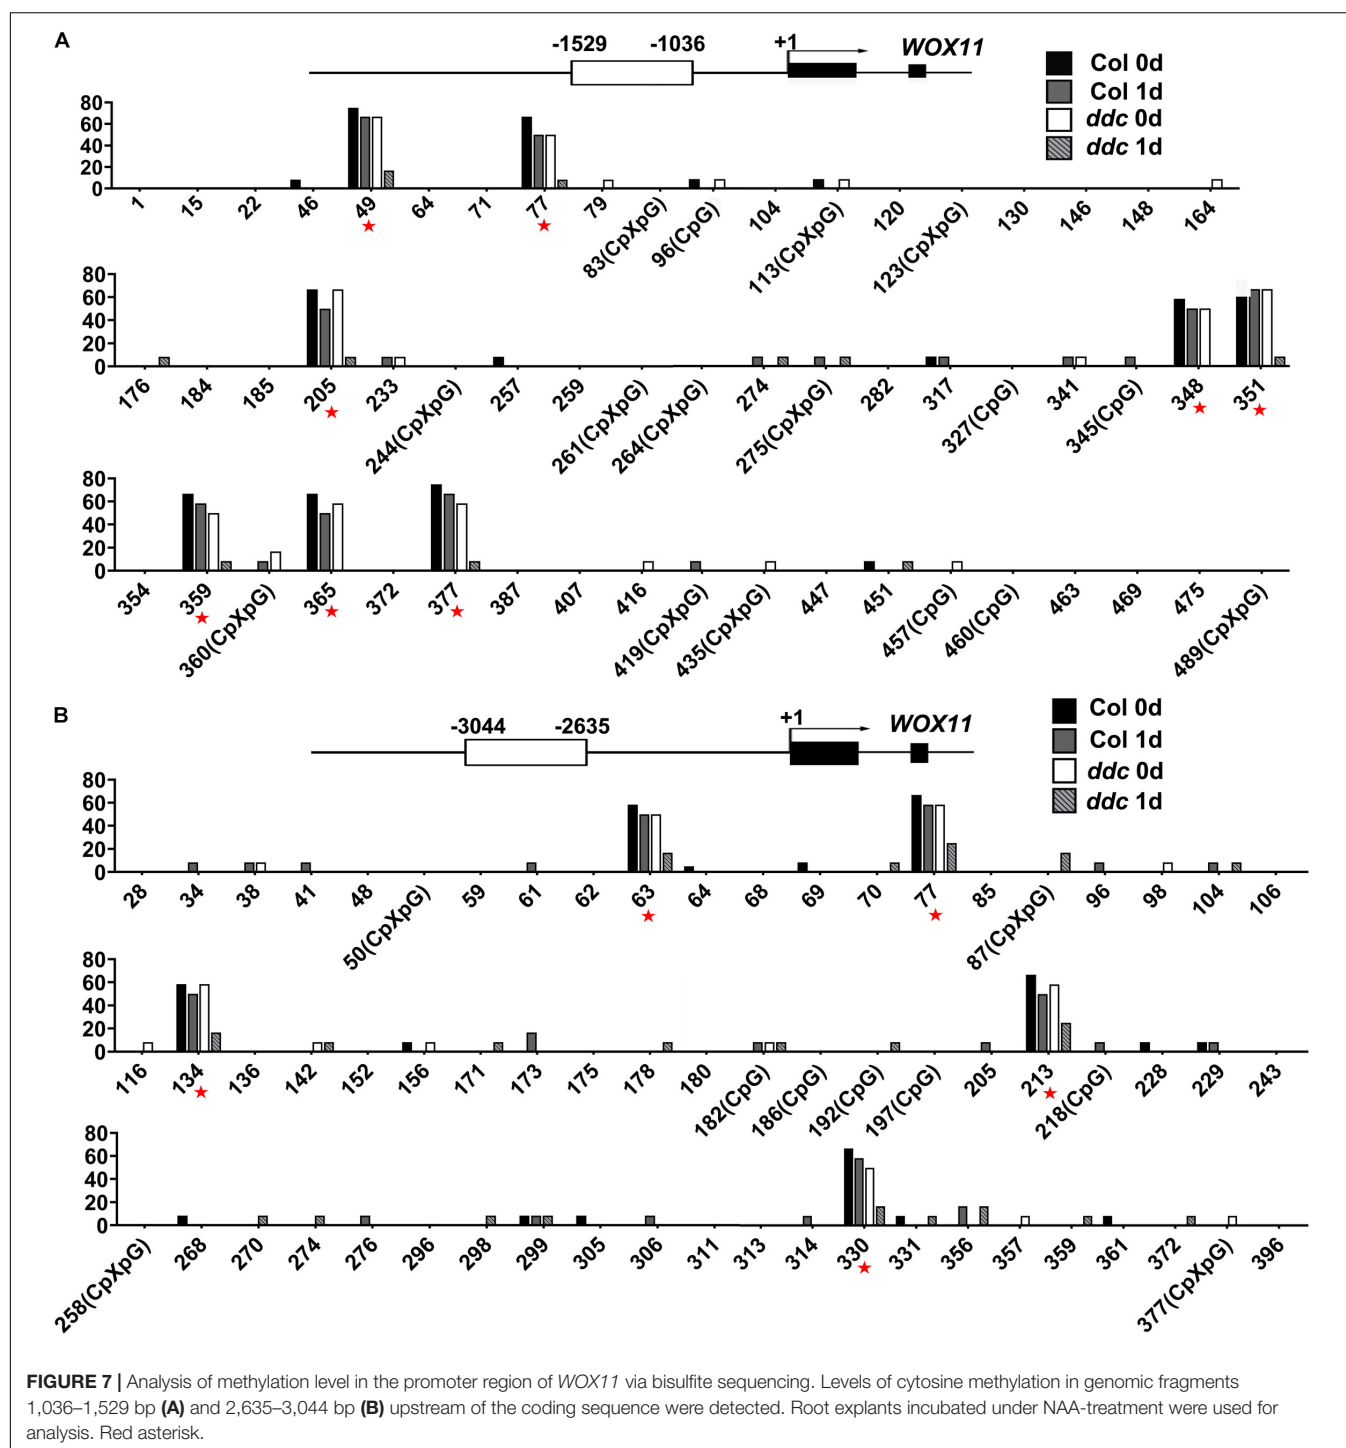 A
-1529 -1036 +1 WOX11
Col 0d
Col 1d
ddc 0d
ddc 1d
80
60
40
20
0
1 15 22 46 49 64 71 77 79 83(CpXpG) 96(CpG) 104 113(CpXpG) 120 123(CpXpG) 130 146 148 164
80
60
40
20
0
176 184 185 205 233 244(CpXpG) 257 259 261(CpXpG) 264(CpXpG) 274 275(CpXpG) 282 317 327(CpG) 341 345(CpG) 348 351
80
60
40
20
0
354 359 360(CpXpG) 365 372 377 387 407 416 419(CpXpG) 435(CpXpG) 447 451 457(CpG) 460(CpG) 463 469 475 489(CpXpG)
B
-3044 -2635 +1 WOX11
Col 0d
Col 1d
ddc 0d
ddc 1d
80
60
40
20
0
28 34 38 41 48 50(CpXpG) 59 61 62 63 64 68 69 70 77 85 87(CpXpG) 96 98 104 106
80
60
40
20
0
116 134 136 142 152 156 171 173 175 178 180 182(CpG) 186(CpG) 192(CpG) 197(CpG) 205 213 218(CpG) 228 229 243
80
60
40
20
0
258(CpXpG) 268 270 274 276 296 298 299 305 306 311 313 314 330 331 356 357 359 361 372 377(CpXpG) 396
FIGURE 7 | Analysis of methylation level in the promoter region of WOX11 via bisulfite sequencing. Levels of cytosine methylation in genomic fragments
1,036–1,529 bp (A) and 2,635–3,044 bp (B) upstream of the coding sequence were detected. Root explants incubated under NAA-treatment were used for
analysis. Red asterisk.